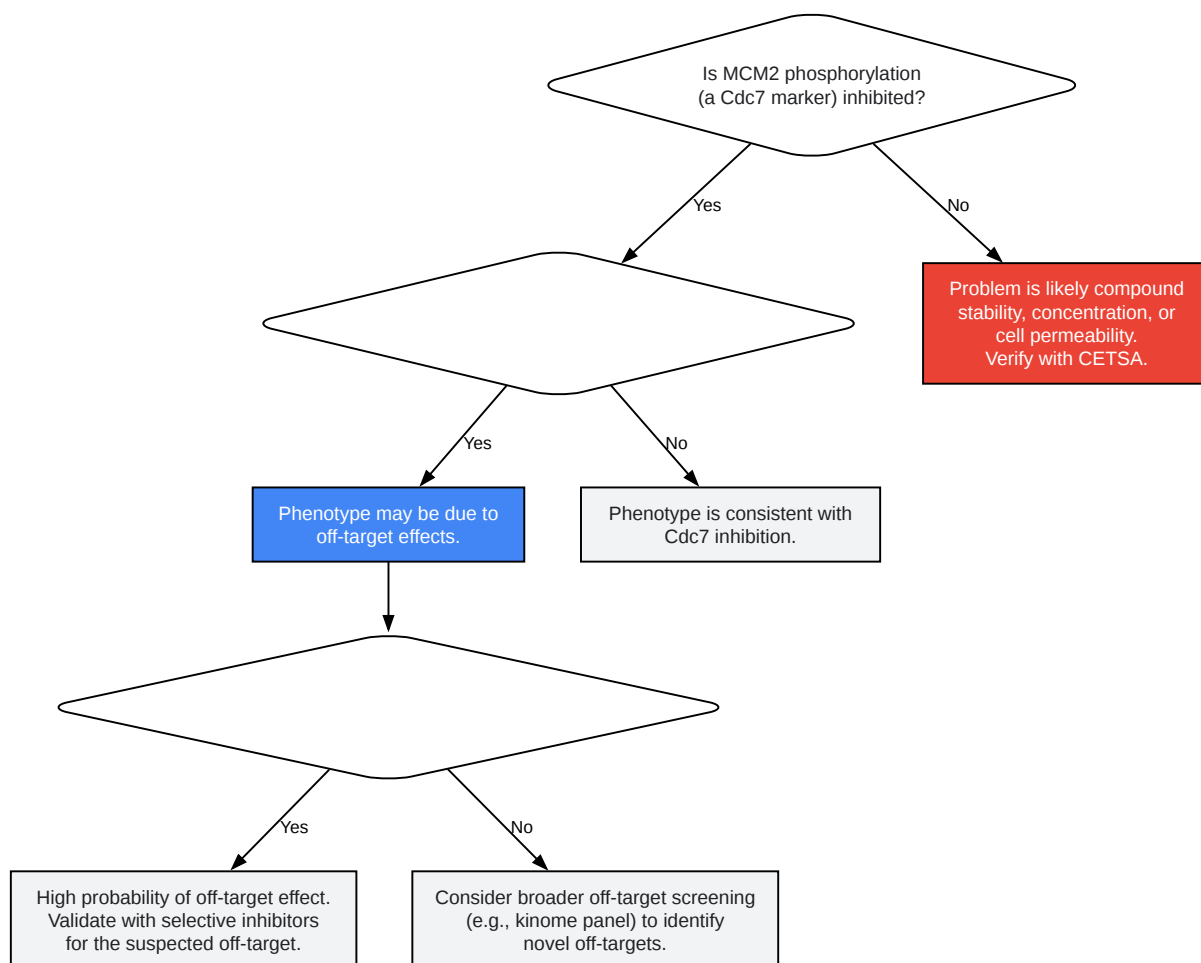 Is MCM2 phosphorylation
(a Cdc7 marker) inhibited?
Yes
No
Problem is likely compound
stability, concentration, or
cell permeability.
Verify with CETSA.
Yes
No
Phenotype may be due to
off-target effects.
Phenotype is consistent with
Cdc7 inhibition.
Yes
No
High probability of off-target effect.
Validate with selective inhibitors
for the suspected off-target.
Consider broader off-target screening
(e.g., kinome panel) to identify
novel off-targets.